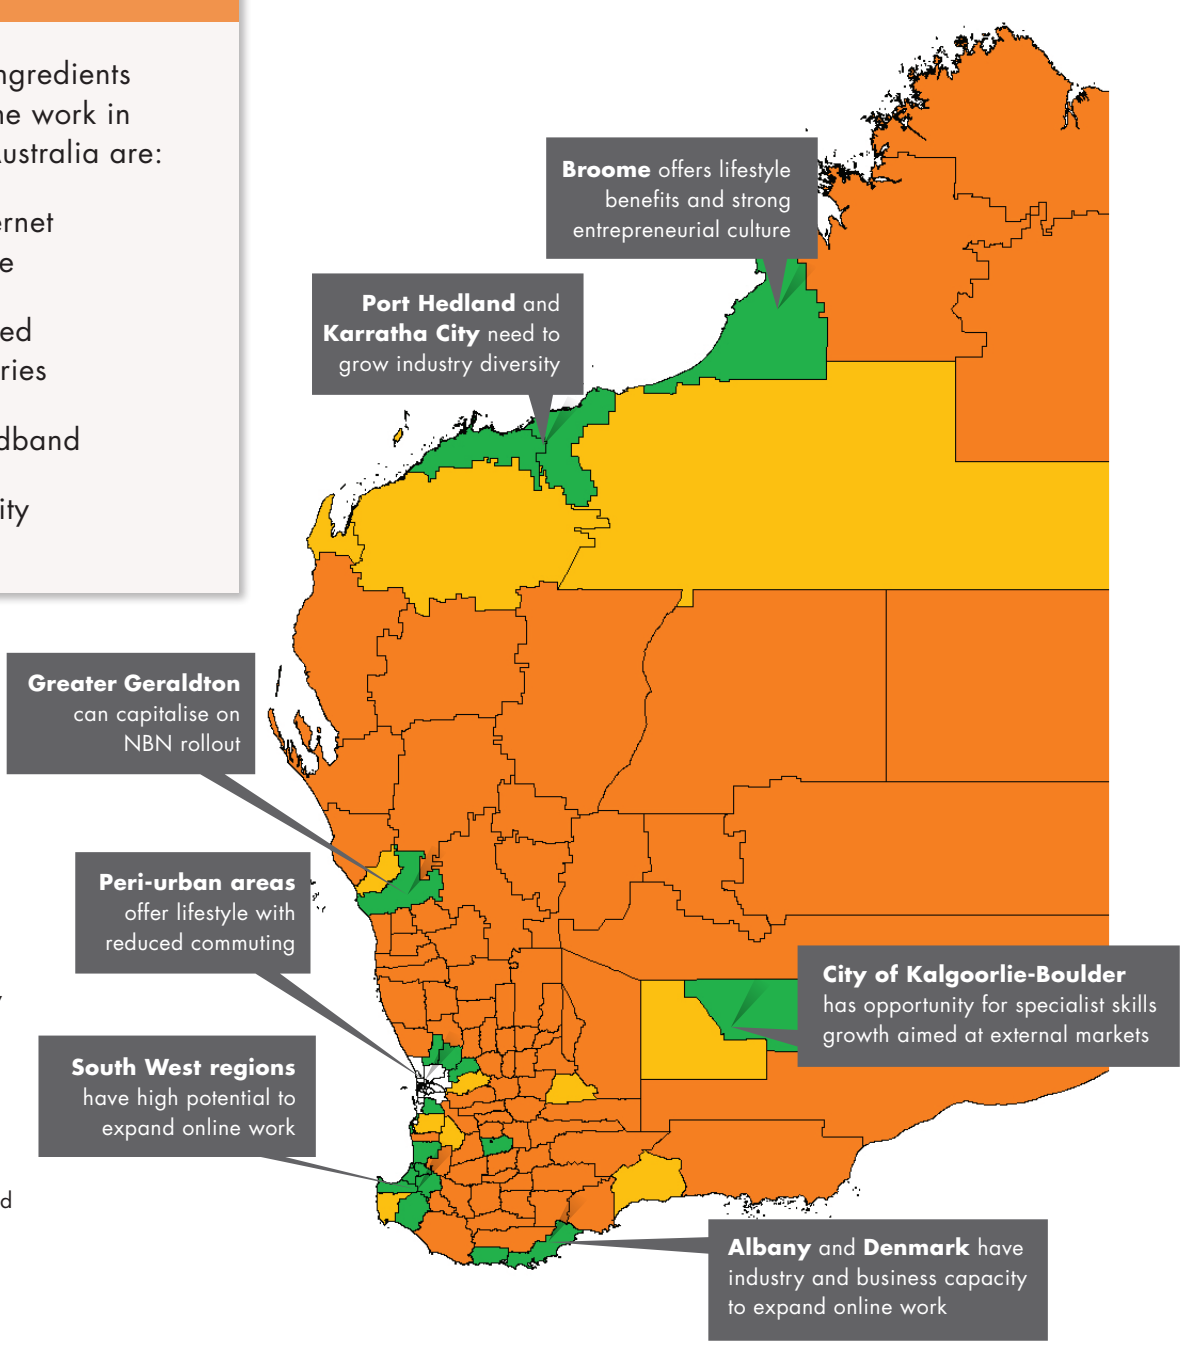 ngredients
ne work in
Australia are:
ernet
e
ed
ries
dband
ity
Broome offers lifestyle
benefits and strong
entrepreneurial culture
Port Hedland and
Karratha City need to
grow industry diversity
Greater Geraldton
can capitalise on
NBN rollout
Peri-urban areas
offer lifestyle with
reduced commuting
South West regions
have high potential to
expand online work
d
City of Kalgoorlie-Boulder
has opportunity for specialist skills
growth aimed at external markets
Albany and Denmark have
industry and business capacity
to expand online work